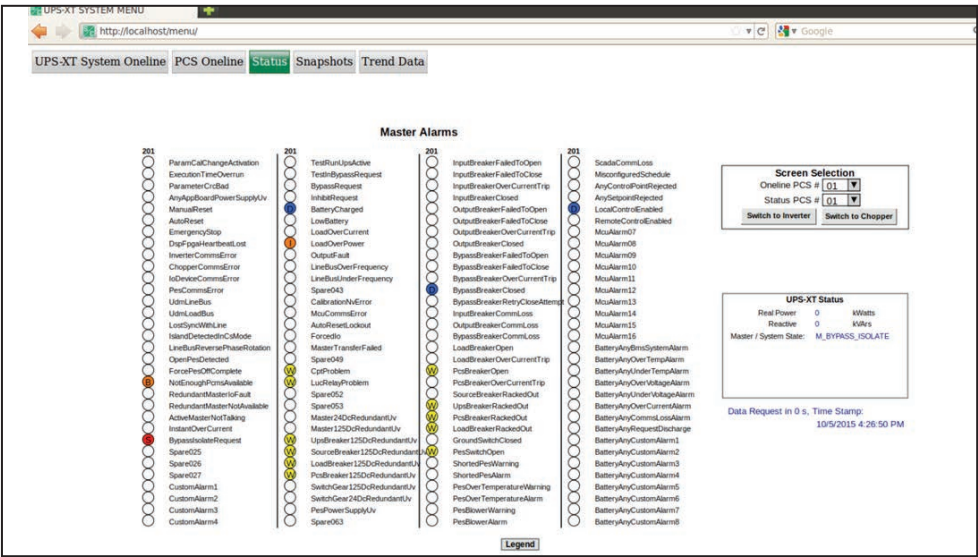 UPS-XT SYSTEM MENU
http://localhost/menu/
Google
UPS-XT System Oneline PCS Oneline Status Snapshots Trend Data
Master Alarms
201
ParamCalChangeActivation
ExecutionTimeOverrun
ParameterCrcBad
AnyAppBoardPowerSupplyUv
ManualReset
AutoReset
EmergencyStop
DspFpgaHeartbeatLost
InverterCommsError
ChopperCommsError
IoDeviceCommsError
PesCommsError
UdmLineBus
UdmLoadBus
LostSyncWithLine
IslandDetectedInCsMode
LineBusReversePhaseRotation
OpenPesDetected
ForcePesOffComplete
B NotEnoughPcmsAvailable
RedundantMasterIoFault
RedundantMasterNotAvailable
ActiveMasterNotTalking
InstantOverCurrent
S BypassIsolateRequest
Spare025
Spare026
Spare027
CustomAlarm1
CustomAlarm2
CustomAlarm3
CustomAlarm4
201
TestRunUpsActive
TestInBypassRequest
BypassRequest
InhibitRequest
D BatteryCharged
LowBattery
LoadOverCurrent
I LoadOverPower
OutputFault
LineBusOverFrequency
LineBusUnderFrequency
Spare043
CalibrationNvError
McuCommsError
AutoResetLockout
ForcedIo
MasterTransferFailed
Spare049
W CptProblem
W LucRelayProblem
Spare052
Spare053
Master24DcRedundantUv
Master125DcRedundantUv
W UpsBreaker125DcRedundantUv
W SourceBreaker125DcRedundantUv
W LoadBreaker125DcRedundantUv
W PcsBreaker125DcRedundantUv
SwitchGear125DcRedundantUv
SwitchGear24DcRedundantUv
PesPowerSupplyUv
Spare063
201
InputBreakerFailedToOpen
InputBreakerFailedToClose
InputBreakerOverCurrentTrip
InputBreakerClosed
OutputBreakerFailedToOpen
OutputBreakerFailedToClose
OutputBreakerOverCurrentTrip
OutputBreakerClosed
BypassBreakerFailedToOpen
BypassBreakerFailedToClose
BypassBreakerOverCurrentTrip
D BypassBreakerClosed
BypassBreakerRetryCloseAttempt
InputBreakerCommLoss
OutputBreakerCommLoss
BypassBreakerCommLoss
LoadBreakerOpen
LoadBreakerOverCurrentTrip
W PcsBreakerOpen
PcsBreakerOverCurrentTrip
SourceBreakerRackedOut
W UpsBreakerRackedOut
W PcsBreakerRackedOut
W LoadBreakerRackedOut
GroundSwitchClosed
W PesSwitchOpen
ShortedPesWarning
ShortedPesAlarm
PesOverTemperatureWarning
PesOverTemperatureAlarm
PesBlowerWarning
PesBlowerAlarm
201
ScadaCommLoss
MisconfiguredSchedule
AnyControlPointRejected
AnySetpointRejected
D LocalControlEnabled
RemoteControlEnabled
McuAlarm07
McuAlarm08
McuAlarm09
McuAlarm10
McuAlarm11
McuAlarm12
McuAlarm13
McuAlarm14
McuAlarm15
McuAlarm16
BatteryAnyBmsSystemAlarm
BatteryAnyOverTempAlarm
BatteryAnyUnderTempAlarm
BatteryAnyOverVoltageAlarm
BatteryAnyUnderVoltageAlarm
BatteryAnyOverCurrentAlarm
BatteryAnyCommsLossAlarm
BatteryAnyRequestDischarge
BatteryAnyCustomAlarm1
BatteryAnyCustomAlarm2
BatteryAnyCustomAlarm3
BatteryAnyCustomAlarm4
BatteryAnyCustomAlarm5
BatteryAnyCustomAlarm6
BatteryAnyCustomAlarm7
BatteryAnyCustomAlarm8
Screen Selection
Oneline PCS # 01
Status PCS # 01
Switch to Inverter Switch to Chopper
UPS-XT Status
Real Power 0 kWatts
Reactive 0 kVArs
Master / System State: M_BYPASS_ISOLATE
Data Request in 0 s, Time Stamp:
10/5/2015 4:26:50 PM
Legend